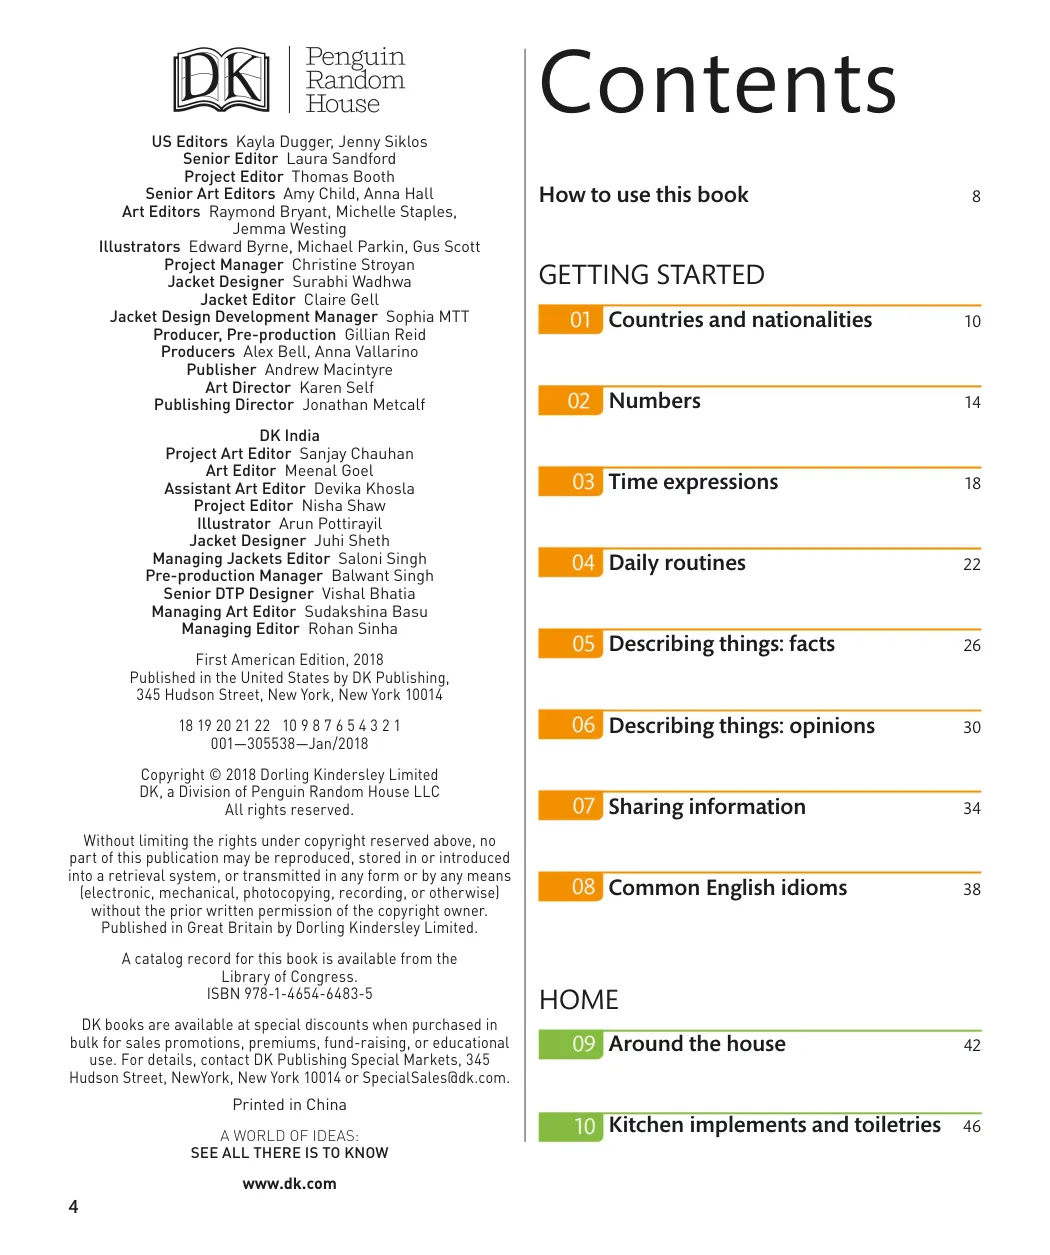 DK
Penguin
Random
House
US Editors Kayla Dugger, Jenny Siklos
Senior Editor Laura Sandford
Project Editor Thomas Booth
Senior Art Editors Amy Child, Anna Hall
Art Editors Raymond Bryant, Michelle Staples,
Jemma Westing
Illustrators Edward Byrne, Michael Parkin, Gus Scott
Project Manager Christine Stroyan
Jacket Designer Surabhi Wadhwa
Jacket Editor Claire Gell
Jacket Design Development Manager Sophia MTT
Producer, Pre-production Gillian Reid
Producers Alex Bell, Anna Vallarino
Publisher Andrew Macintyre
Art Director Karen Self
Publishing Director Jonathan Metcalf
DK India
Project Art Editor Sanjay Chauhan
Art Editor Meenal Goel
Assistant Art Editor Devika Khosla
Project Editor Nisha Shaw
Illustrator Arun Pottirayil
Jacket Designer Juhi Sheth
Managing Jackets Editor Saloni Singh
Pre-production Manager Balwant Singh
Senior DTP Designer Vishal Bhatia
Managing Art Editor Sudakshina Basu
Managing Editor Rohan Sinha
First American Edition, 2018
Published in the United States by DK Publishing,
345 Hudson Street, New York, New York 10014
18 19 20 21 22 10 9 8 7 6 5 4 3 2 1
001—305538—Jan/2018
Copyright © 2018 Dorling Kindersley Limited
DK, a Division of Penguin Random House LLC
All rights reserved.
Without limiting the rights under copyright reserved above, no
part of this publication may be reproduced, stored in or introduced
into a retrieval system, or transmitted in any form or by any means
(electronic, mechanical, photocopying, recording, or otherwise)
without the prior written permission of the copyright owner.
Published in Great Britain by Dorling Kindersley Limited.
A catalog record for this book is available from the
Library of Congress.
ISBN 978-1-4654-6483-5
DK books are available at special discounts when purchased in
bulk for sales promotions, premiums, fund-raising, or educational
use. For details, contact DK Publishing Special Markets, 345
Hudson Street, NewYork, New York 10014 or SpecialSales@dk.com.
Printed in China
A WORLD OF IDEAS:
SEE ALL THERE IS TO KNOW
www.dk.com
4
Contents
How to use this book 8
GETTING STARTED
01 Countries and nationalities 10
02 Numbers 14
03 Time expressions 18
04 Daily routines 22
05 Describing things: facts 26
06 Describing things: opinions 30
07 Sharing information 34
08 Common English idioms 38
HOME
09 Around the house 42
10 Kitchen implements and toiletries 46